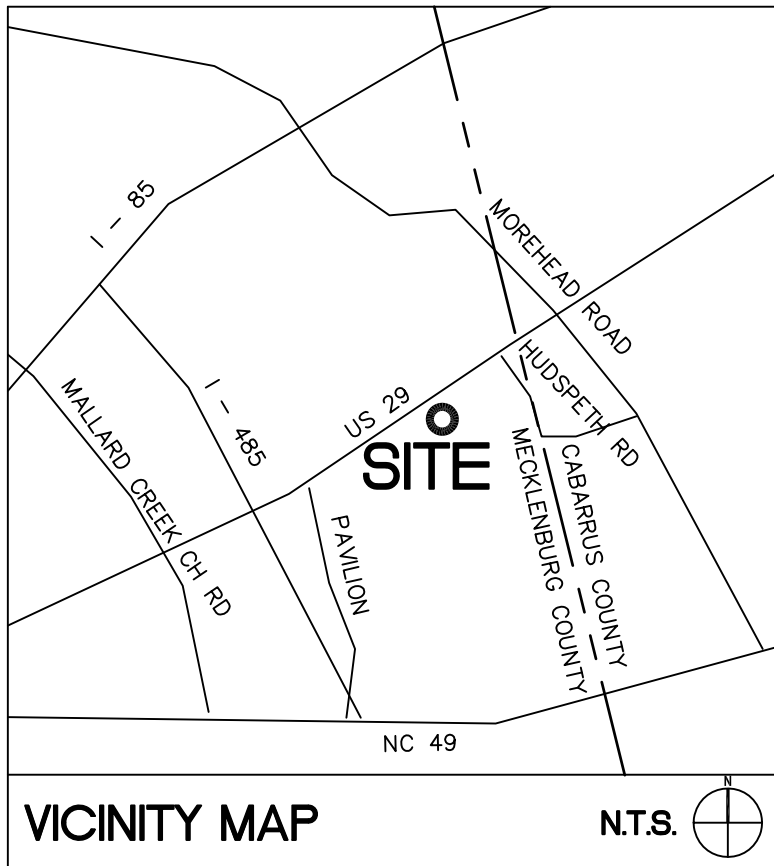 I - 85
MOREHEAD ROAD
HUDSPETH RD
MALLARD CREEK CH RD
I - 485
US 29
SITE
PAVILION
CABARRUS COUNTY
MECKLENBURG COUNTY
NC 49
VICINITY MAP
N.T.S.
N